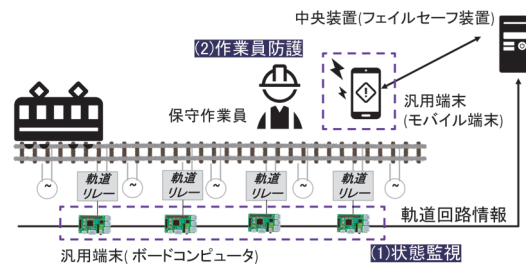 中央装置(フェイルセーフ装置)
(2)作業員防護
保守作業員
汎用端末
(モバイル端末)
軌道
リレー
軌道
リレー
軌道
リレー
軌道
リレー
~
~
~
~
~
軌道回路情報
汎用端末( ボードコンピュータ)
(1)状態監視